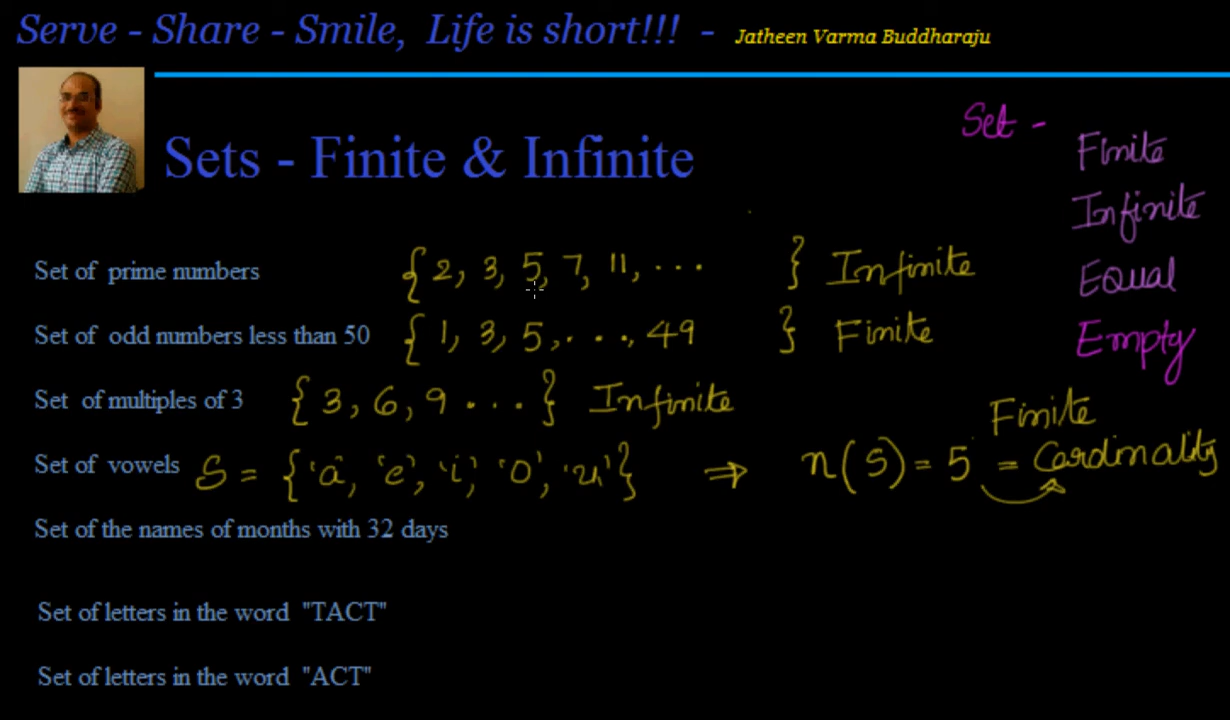 Serve - Share - Smile, Life is short!!! - Jatheen Varma Buddharaju
Sets - Finite & Infinite
Set -
Finite
Infinite
Equal
Empty
Set of prime numbers { 2, 3, 5, 7, 11, ... } Infinite
Set of odd numbers less than 50 { 1, 3, 5, . . ., 49 } Finite
Set of multiples of 3 { 3, 6, 9 ... } Infinite
Finite
Set of vowels S = {'a', 'e', 'i', 'o', 'u'} ⇒ n(S) = 5 = Cardinality
Set of the names of months with 32 days
Set of letters in the word "TACT"
Set of letters in the word "ACT"